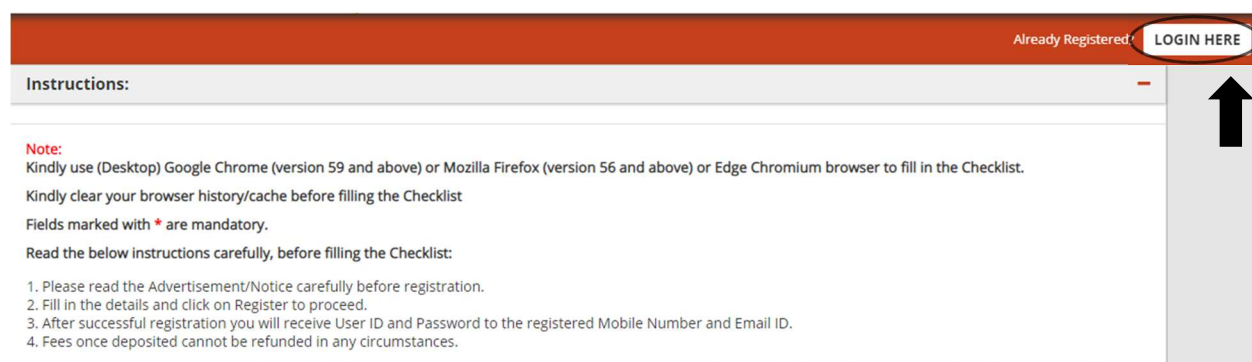 Already Registered? LOGIN HERE
Instructions:
Note:
Kindly use (Desktop) Google Chrome (version 59 and above) or Mozilla Firefox (version 56 and above) or Edge Chromium browser to fill in the Checklist.
Kindly clear your browser history/cache before filling the Checklist
Fields marked with * are mandatory.
Read the below instructions carefully, before filling the Checklist:
1. Please read the Advertisement/Notice carefully before registration.
2. Fill in the details and click on Register to proceed.
3. After successful registration you will receive User ID and Password to the registered Mobile Number and Email ID.
4. Fees once deposited cannot be refunded in any circumstances.